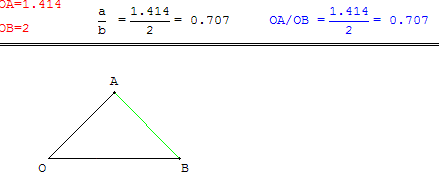 OA=1.414
OB=2
a/b = 1.414/2 = 0.707
OA/OB = 1.414/2 = 0.707
A
O
B